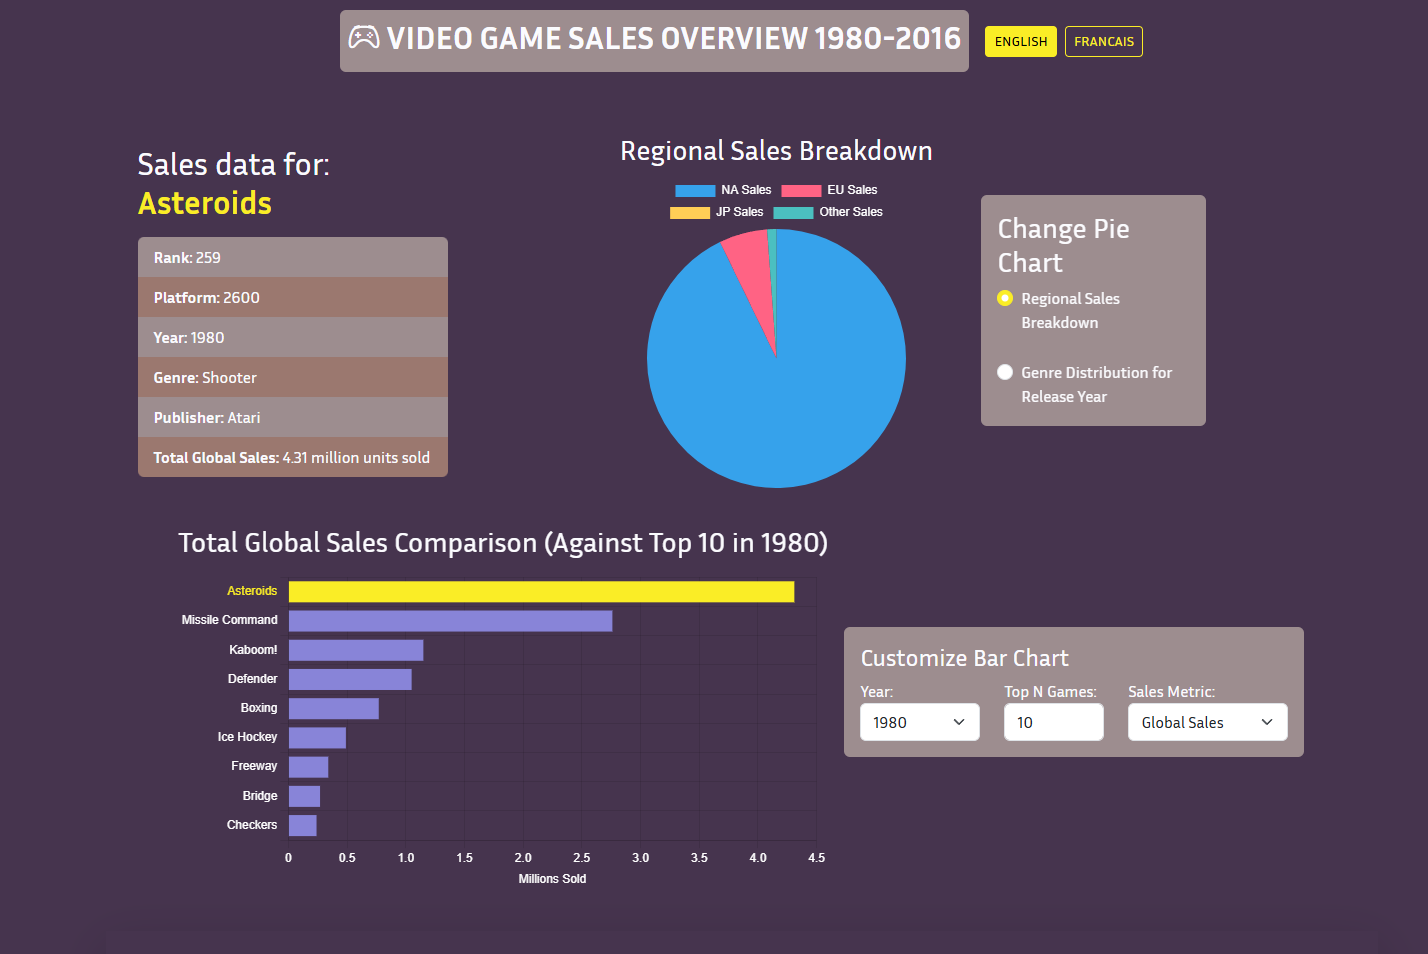 VIDEO GAME SALES OVERVIEW 1980-2016
ENGLISH
FRANCAIS
Sales data for:
Asteroids
Rank: 259
Platform: 2600
Year: 1980
Genre: Shooter
Publisher: Atari
Total Global Sales: 4.31 million units sold
Regional Sales Breakdown
NA Sales
EU Sales
JP Sales
Other Sales
Change Pie
Chart
Regional Sales
Breakdown
Genre Distribution for
Release Year
Total Global Sales Comparison (Against Top 10 in 1980)
Asteroids
Missile Command
Kaboom!
Defender
Boxing
Ice Hockey
Freeway
Bridge
Checkers
0 0.5 1.0 1.5 2.0 2.5 3.0 3.5 4.0 4.5
Millions Sold
Customize Bar Chart
Year:
1980
Top N Games:
10
Sales Metric:
Global Sales